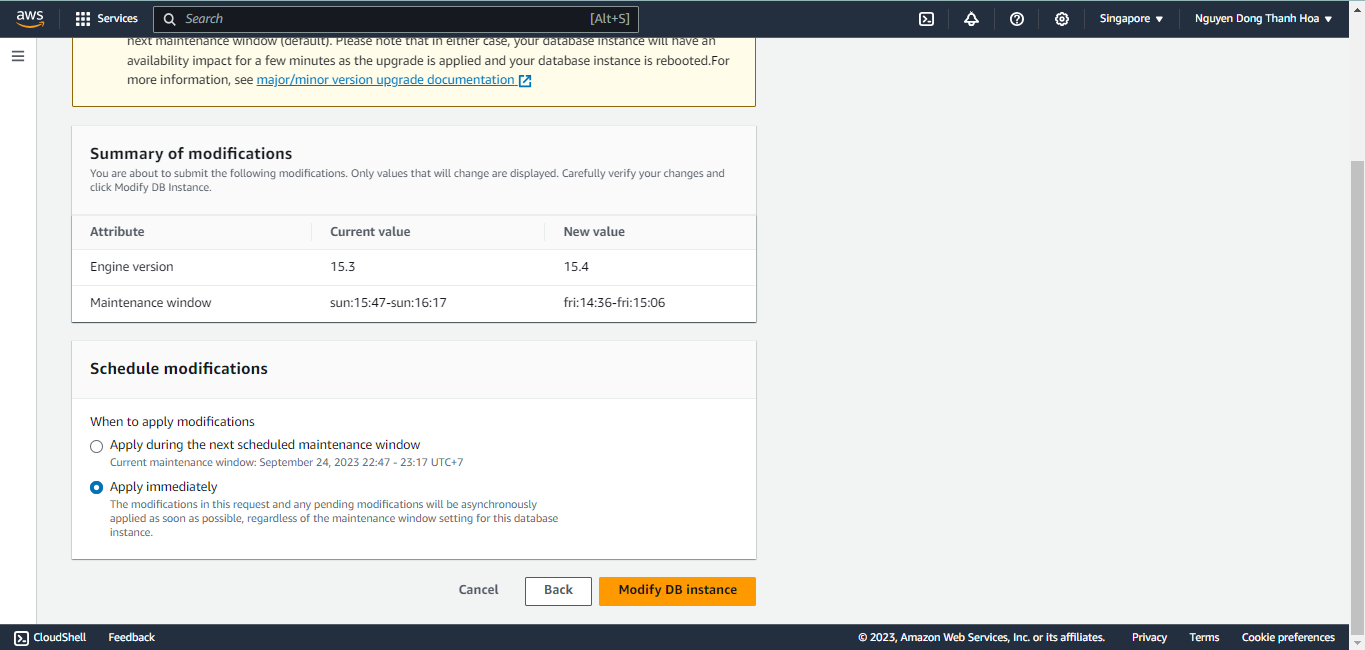 aws
Services
Search [Alt+S]
Singapore
Nguyen Dong Thanh Hoa
next maintenance window (default). Please note that in either case, your database instance will have an
availability impact for a few minutes as the upgrade is applied and your database instance is rebooted.For
more information, see major/minor version upgrade documentation
Summary of modifications
You are about to submit the following modifications. Only values that will change are displayed. Carefully verify your changes and
click Modify DB Instance.
Attribute Current value New value
Engine version 15.3 15.4
Maintenance window sun:15:47-sun:16:17 fri:14:36-fri:15:06
Schedule modifications
When to apply modifications
Apply during the next scheduled maintenance window
Current maintenance window: September 24, 2023 22:47 - 23:17 UTC+7
Apply immediately
The modifications in this request and any pending modifications will be asynchronously
applied as soon as possible, regardless of the maintenance window setting for this database
instance.
Cancel Back Modify DB instance
CloudShell Feedback © 2023, Amazon Web Services, Inc. or its affiliates. Privacy Terms Cookie preferences